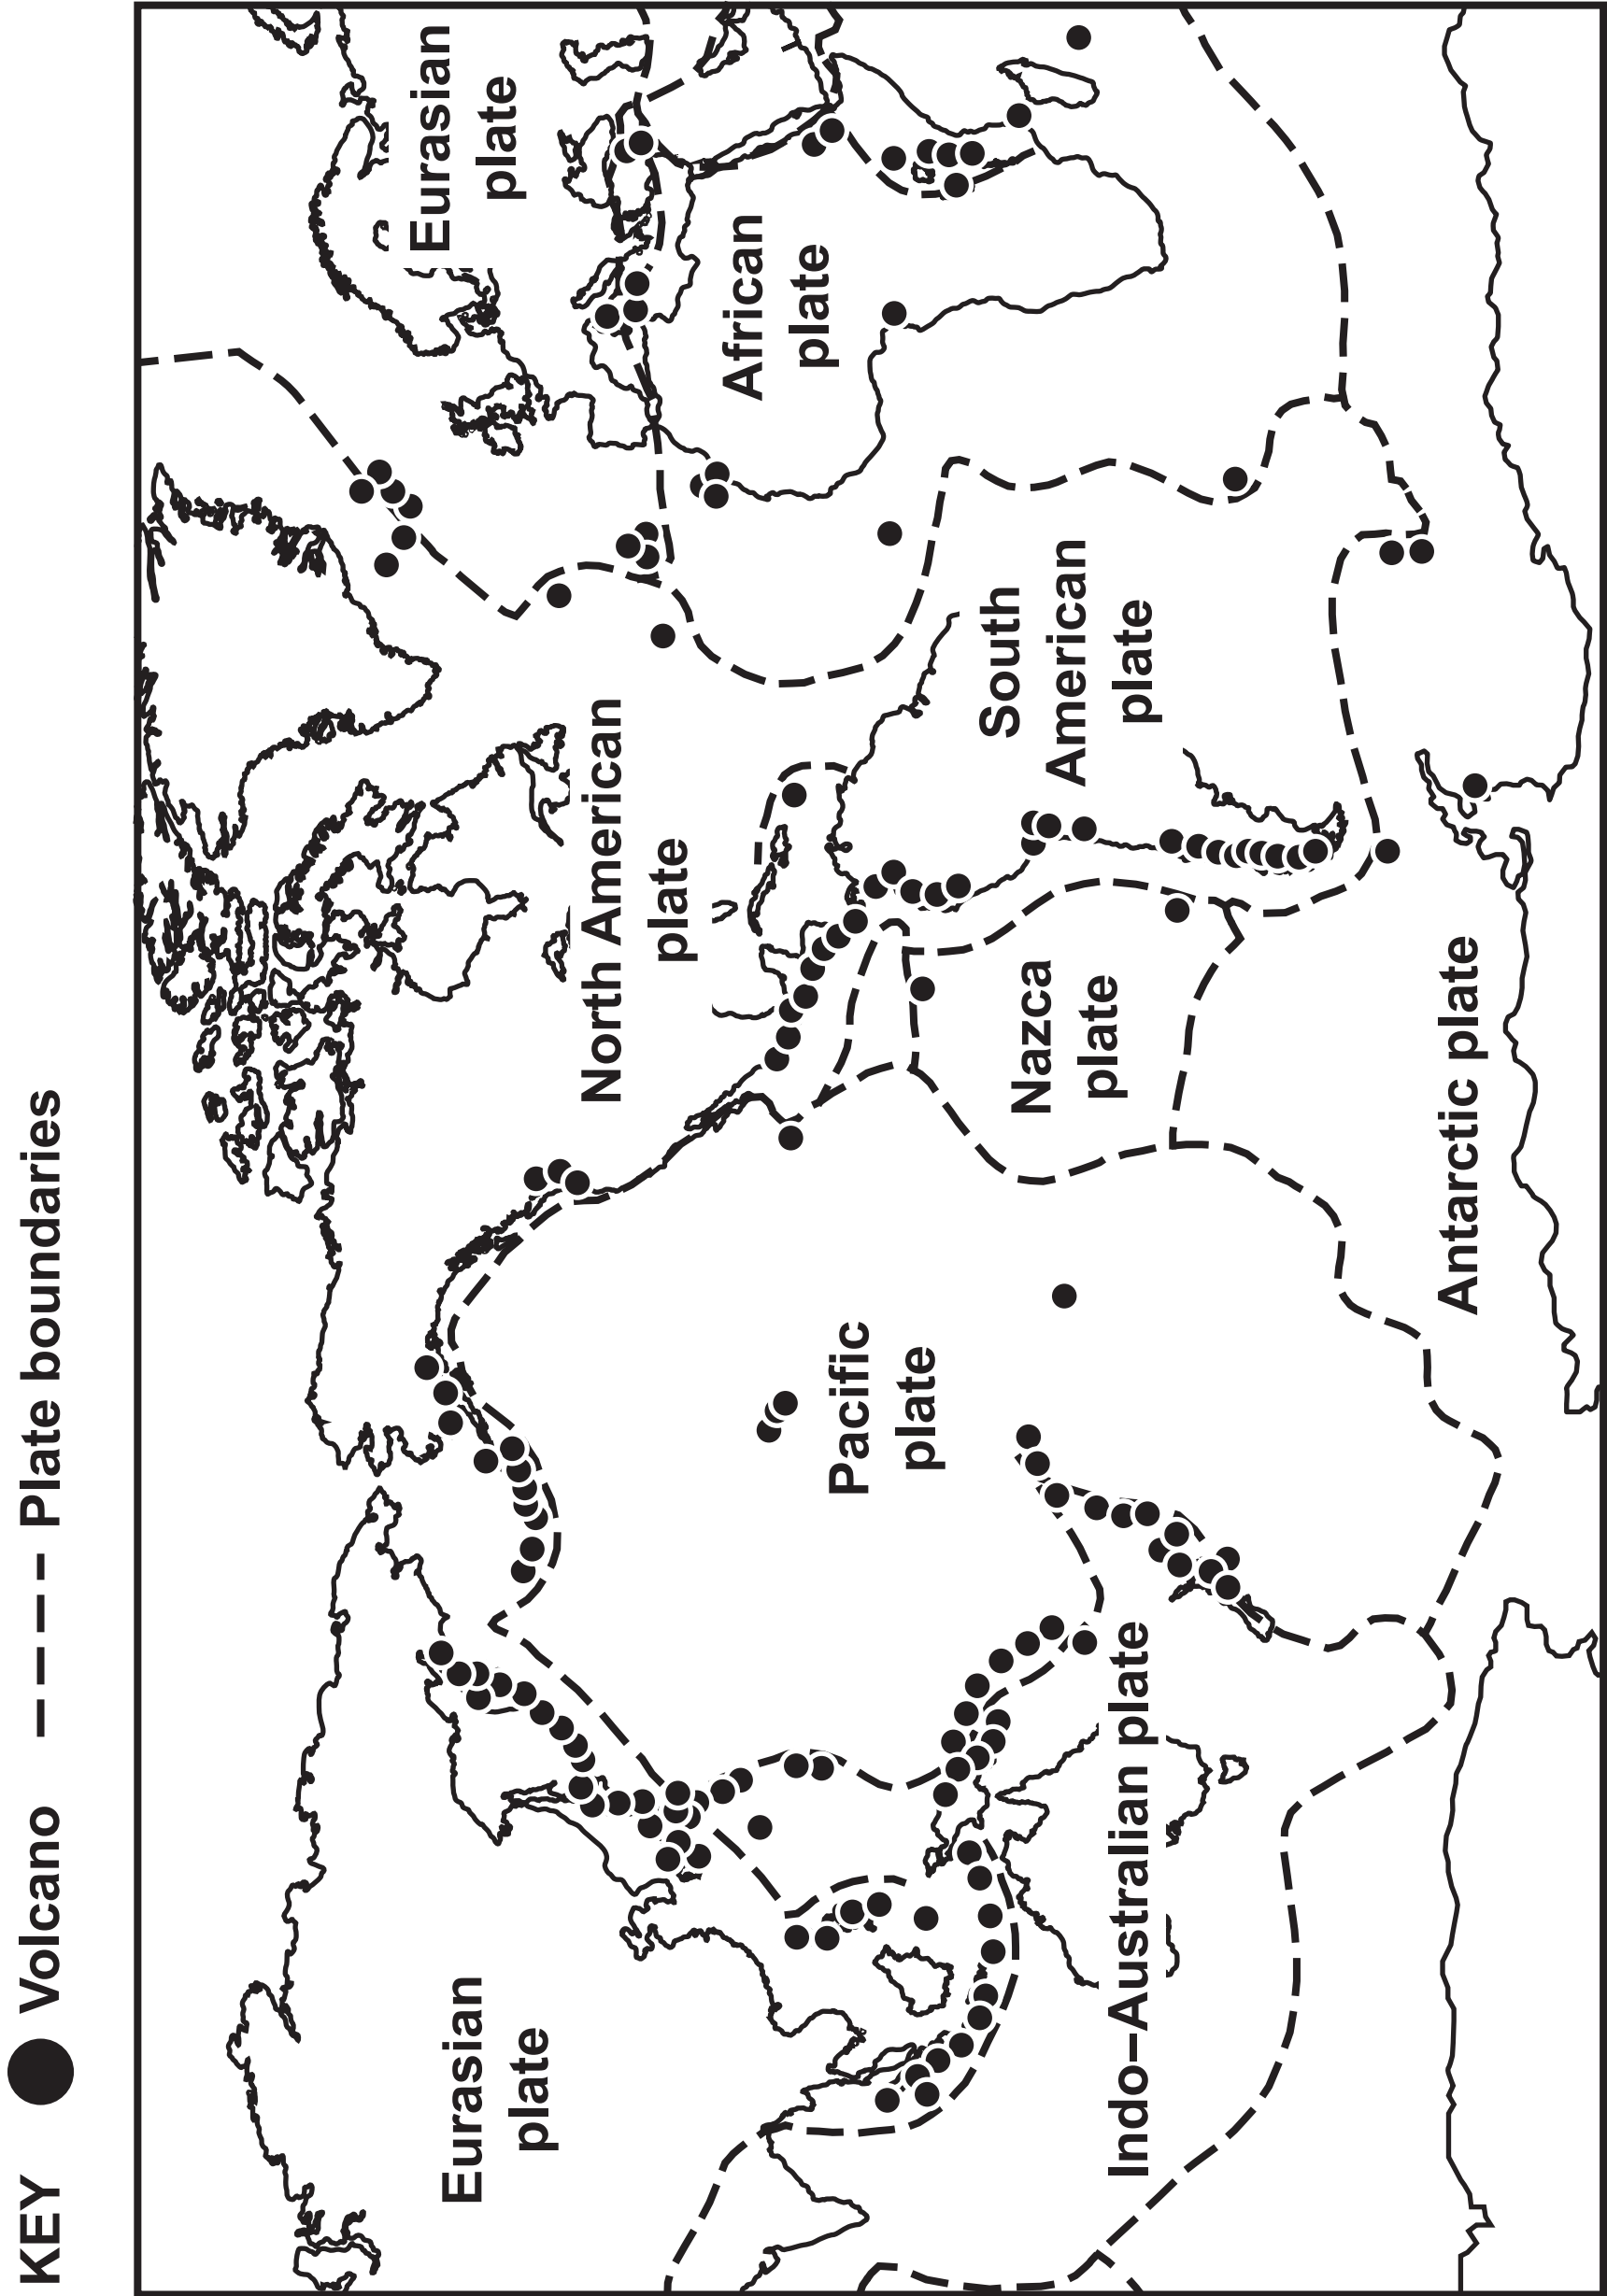 KEY
Volcano
Plate boundaries
Eurasian
plate
North American
plate
Eurasian
plate
African
plate
Pacific
plate
Nazca
plate
South
American
plate
Indo–Australian plate
Antarctic plate